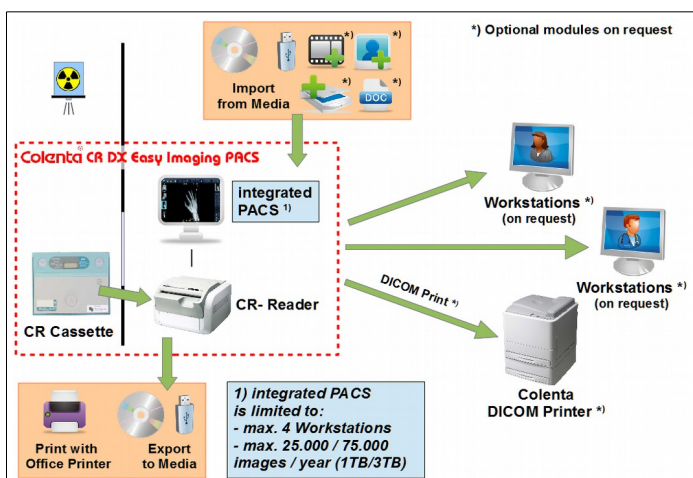 *) Optional modules on request
*)
*)
*)
*)
DOC
Import
from Media
Colenta CR DX Easy Imaging PACS
integrated
PACS 1)
Workstations *)
(on request)
Workstations *)
(on request)
CR Cassette
CR- Reader
DICOM Print *)
Colenta
DICOM Printer *)
Print with
Office Printer
Export
to Media
1) integrated PACS
is limited to:
- max. 4 Workstations
- max. 25.000 / 75.000
images / year (1TB/3TB)